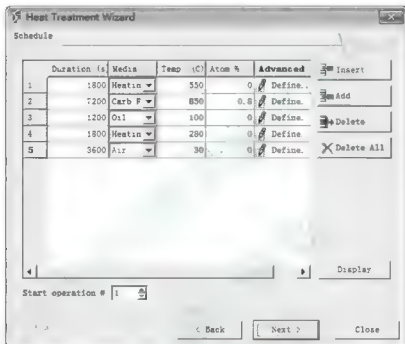 Heat Treatment Wizard
Schedule
Duration (s Media Temp (C) Atom % Advanced
1 1800 Heatin 550 0 Define..
2 7200 Carb F 850 0.8 Define.
3 1200 Oil 100 0 Define.
4 1800 Heatin 280 0 Define
5 3600 Air 30 0 Define.
Insert
Add
Delete
Delete All
Display
Start operation # 1
< Back Next > Close